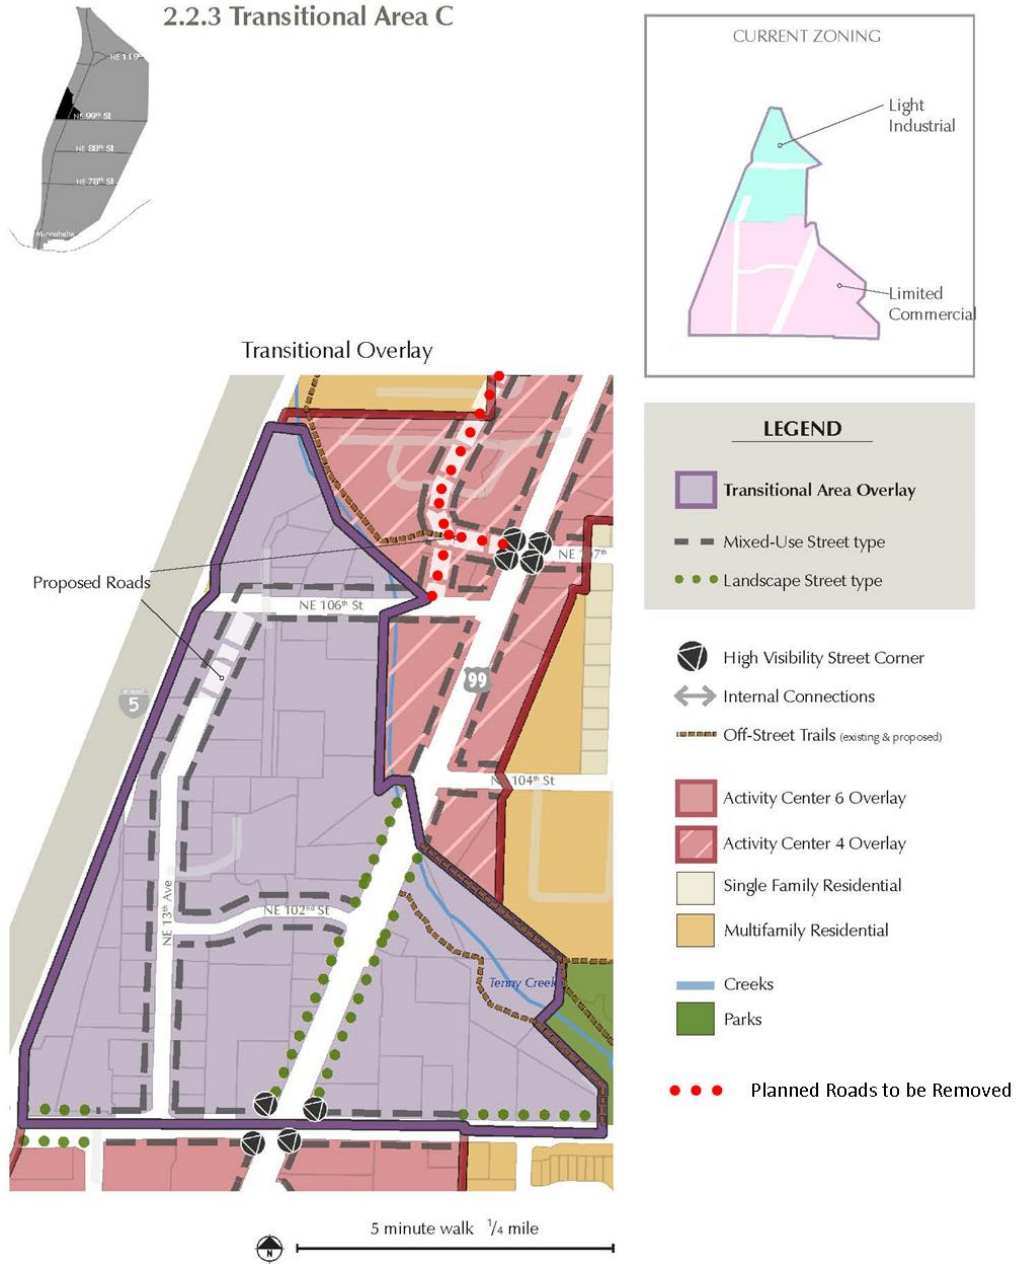 2.2.3 Transitional Area C
NE 119th
NE 99th St
NE 88th St
NE 78th St
CURRENT ZONING
Light
Industrial
Limited
Commercial
Transitional Overlay
LEGEND
Transitional Area Overlay
Mixed-Use Street type
Landscape Street type
High Visibility Street Corner
Internal Connections
Off-Street Trails (existing & proposed)
Activity Center 6 Overlay
Activity Center 4 Overlay
Single Family Residential
Multifamily Residential
Creeks
Parks
Planned Roads to be Removed
Proposed Roads
NE 106th St
5
99
NE 104th St
NE 13th Ave
NE 102nd St
Tenny Creek
5 minute walk 1/4 mile
N